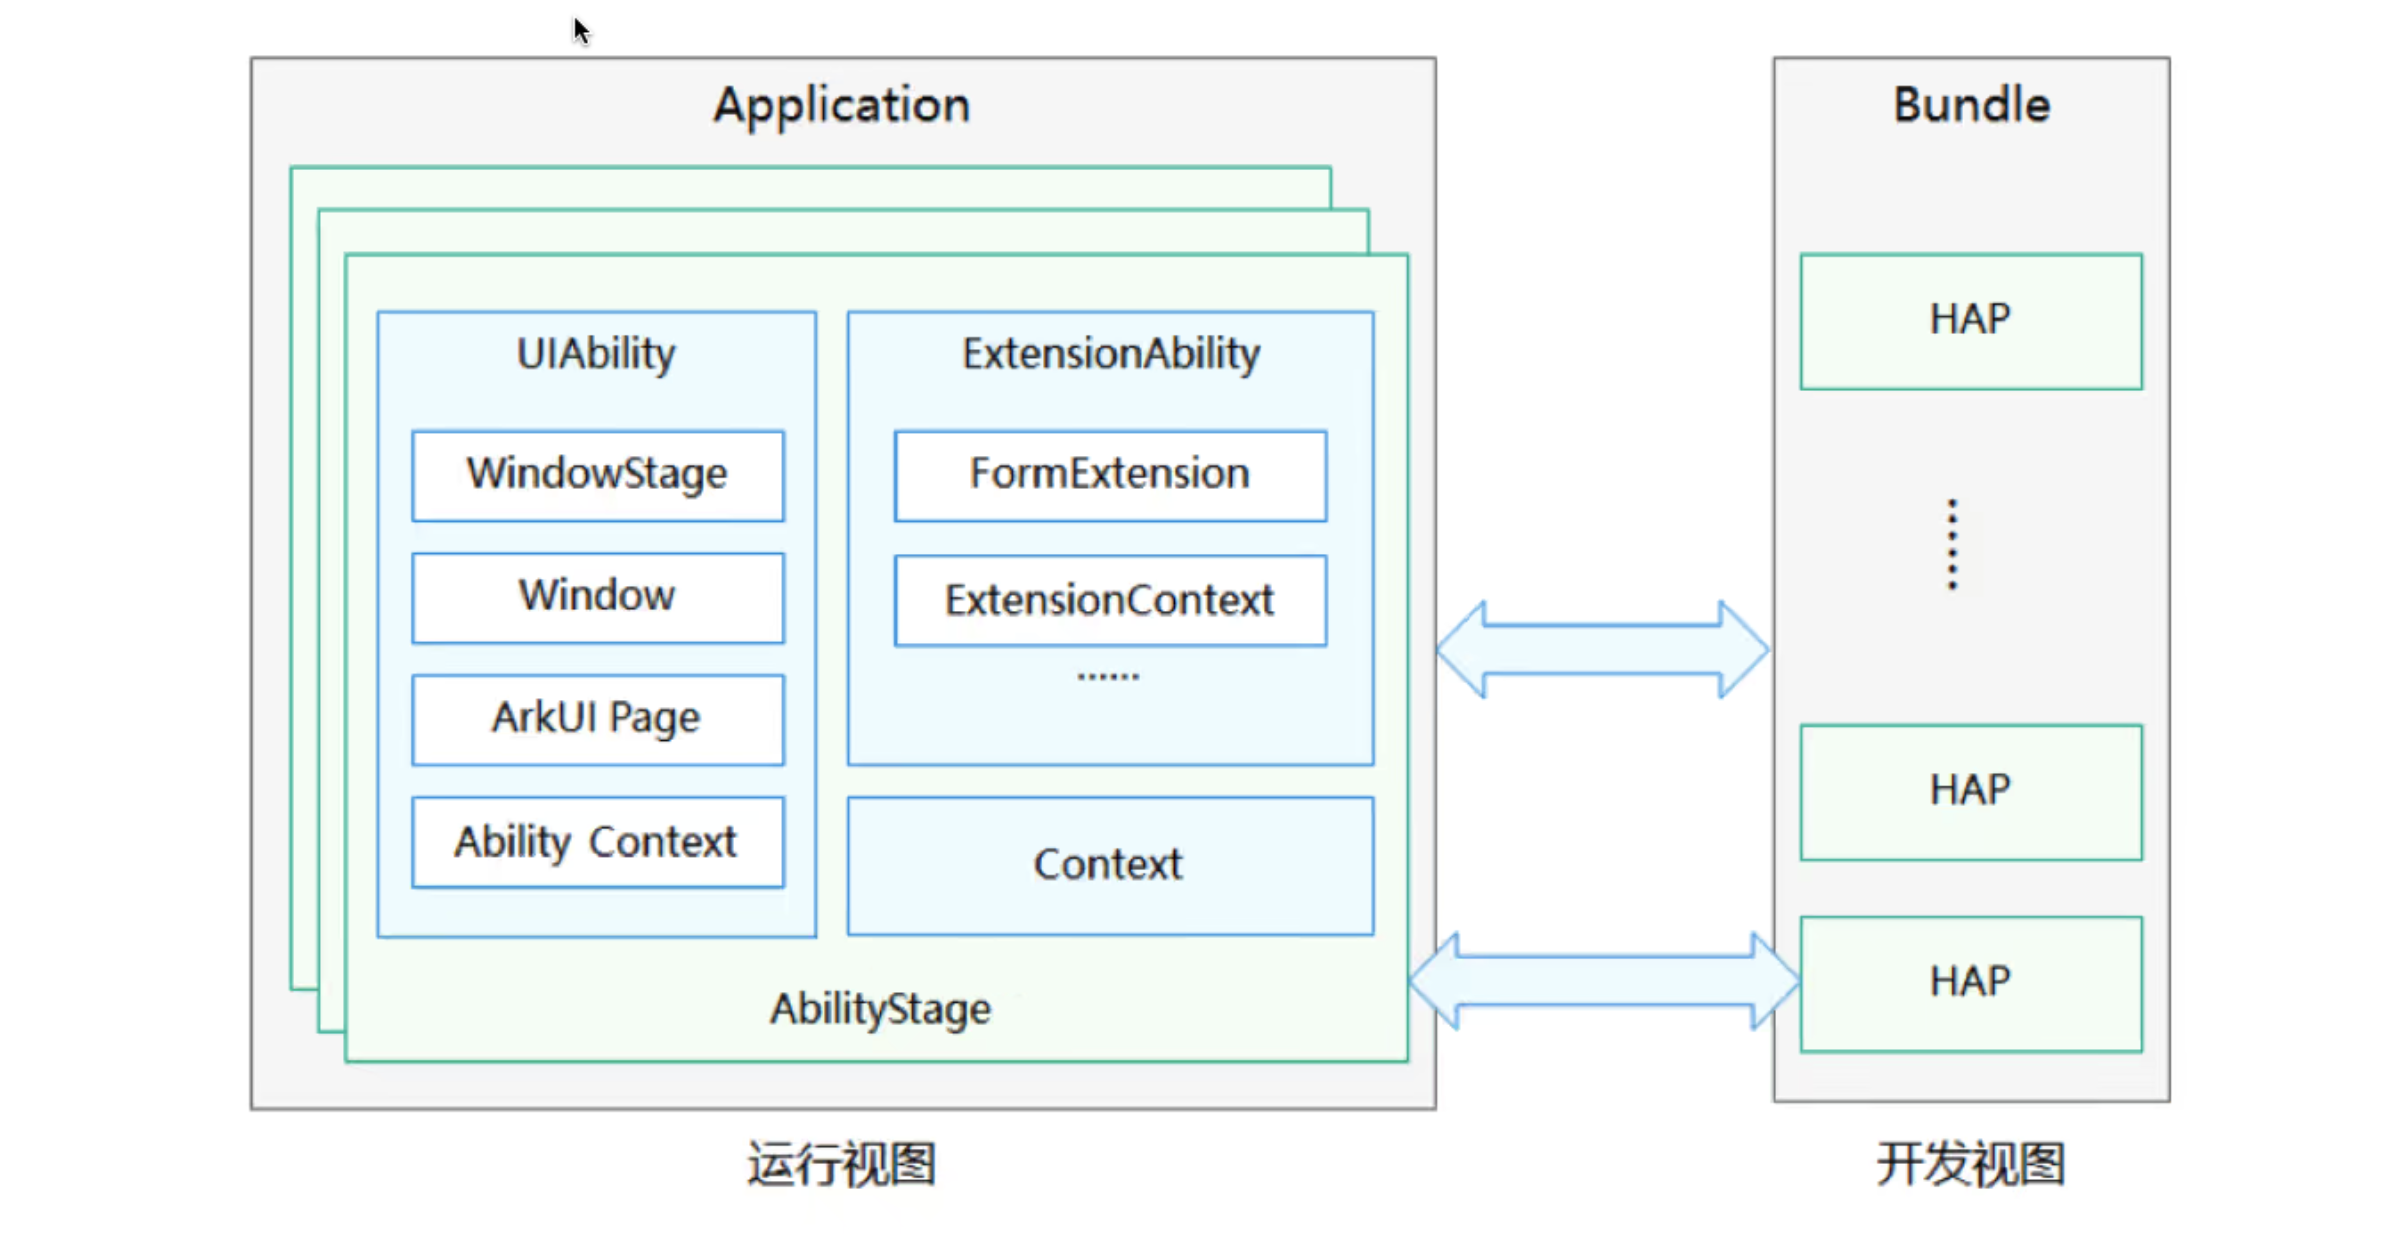 Application
UIAbility
WindowStage
Window
ArkUI Page
Ability Context
ExtensionAbility
FormExtension
ExtensionContext
......
Context
AbilityStage
运行视图
Bundle
HAP
......
HAP
HAP
开发视图